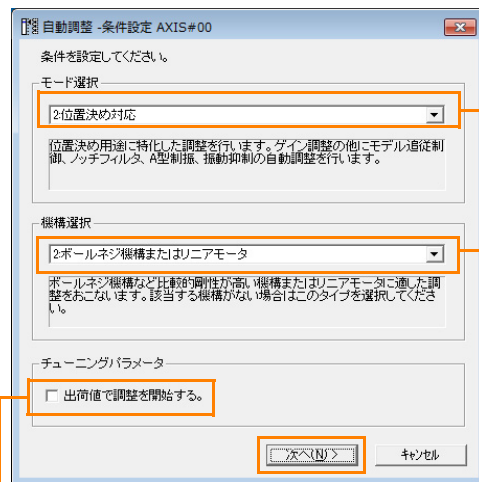 自動調整 -条件設定 AXIS#00
条件を設定してください。
モード選択
2:位置決め対応
位置決め用途に特化した調整を行います。ゲイン調整の他にモデル追従制
御、ノッチフィルタ、A型制振、振動抑制の自動調整を行います。
機構選択
2:ボールネジ機構またはリニアモータ
ボールネジ機構など比較的剛性が高い機構またはリニアモータに適した調
整をおこないます。該当する機構がない場合はこのタイプを選択してくださ
い。
チューニングパラメータ
出荷値で調整を開始する。
次へ(N) >
キャンセル